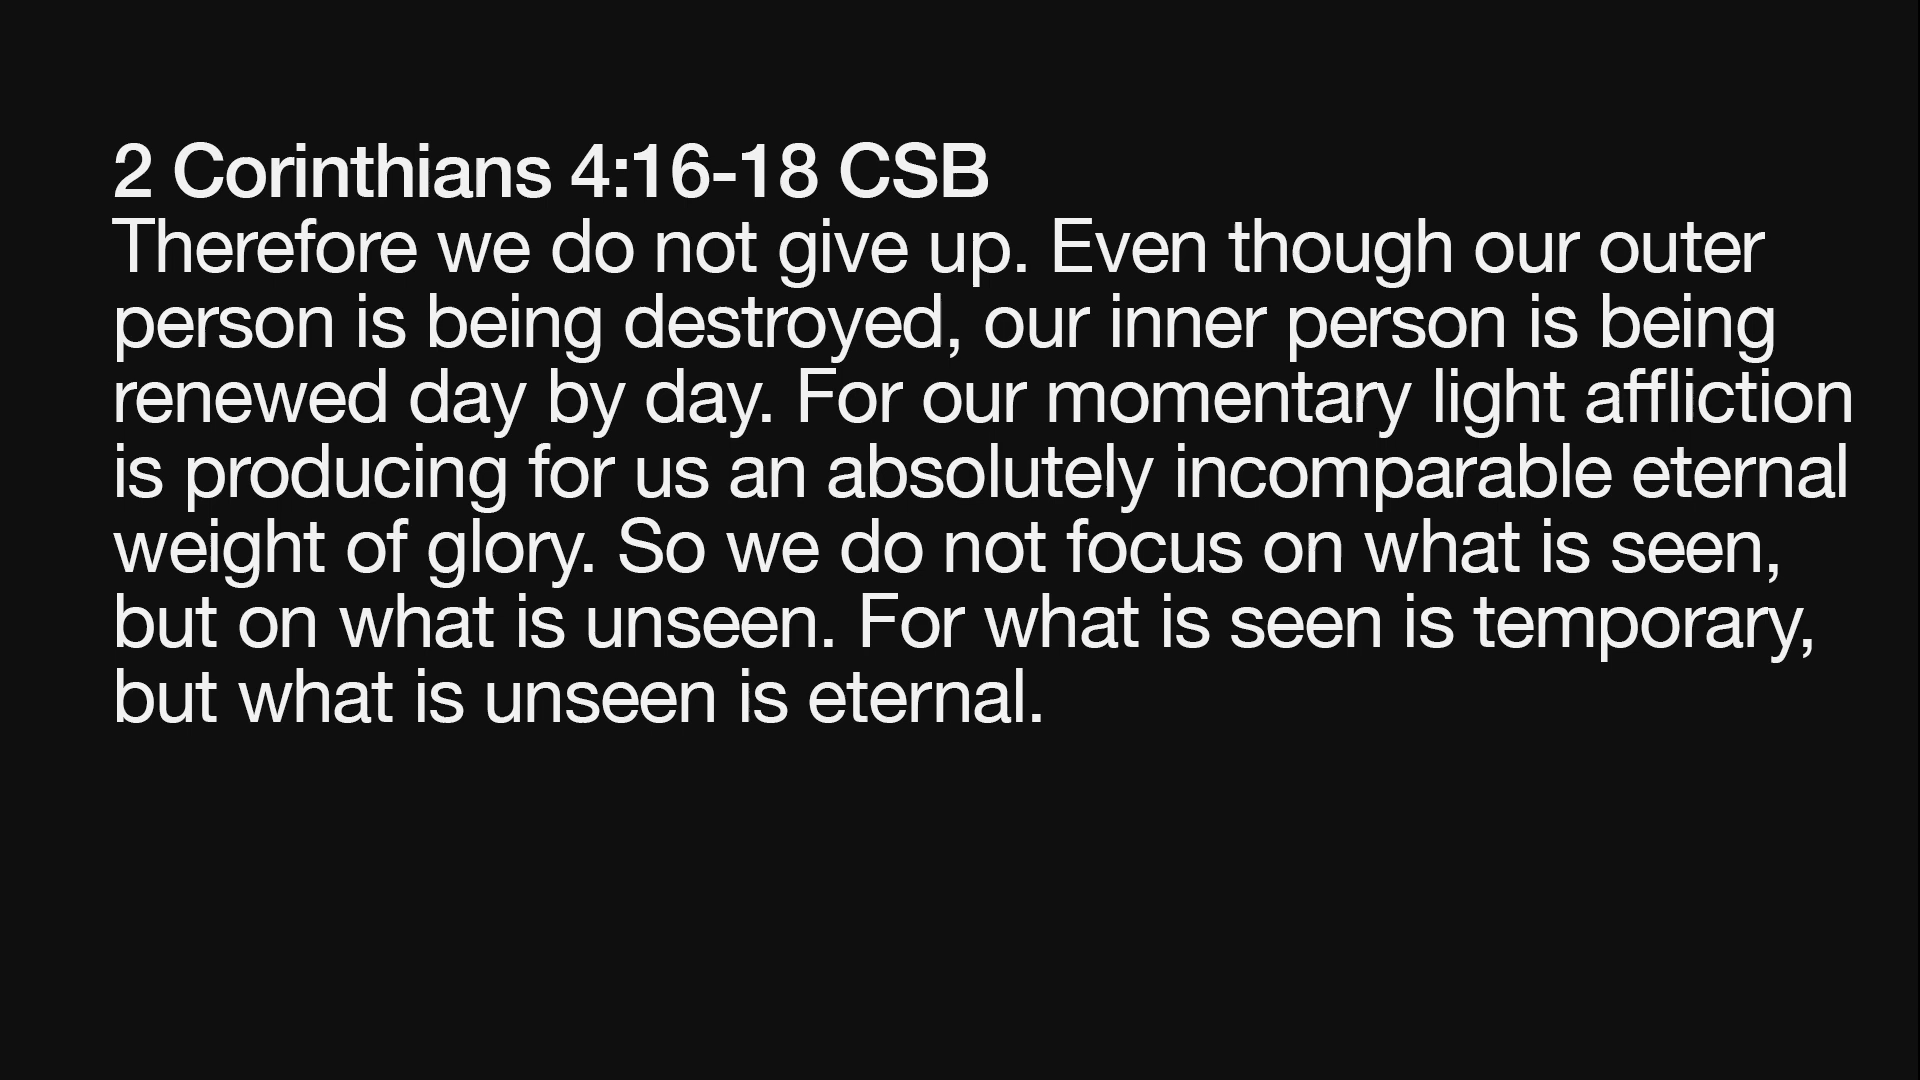 2 Corinthians 4:16-18 CSB
Therefore we do not give up. Even though our outer
person is being destroyed, our inner person is being
renewed day by day. For our momentary light affliction
is producing for us an absolutely incomparable eternal
weight of glory. So we do not focus on what is seen,
but on what is unseen. For what is seen is temporary,
but what is unseen is eternal.